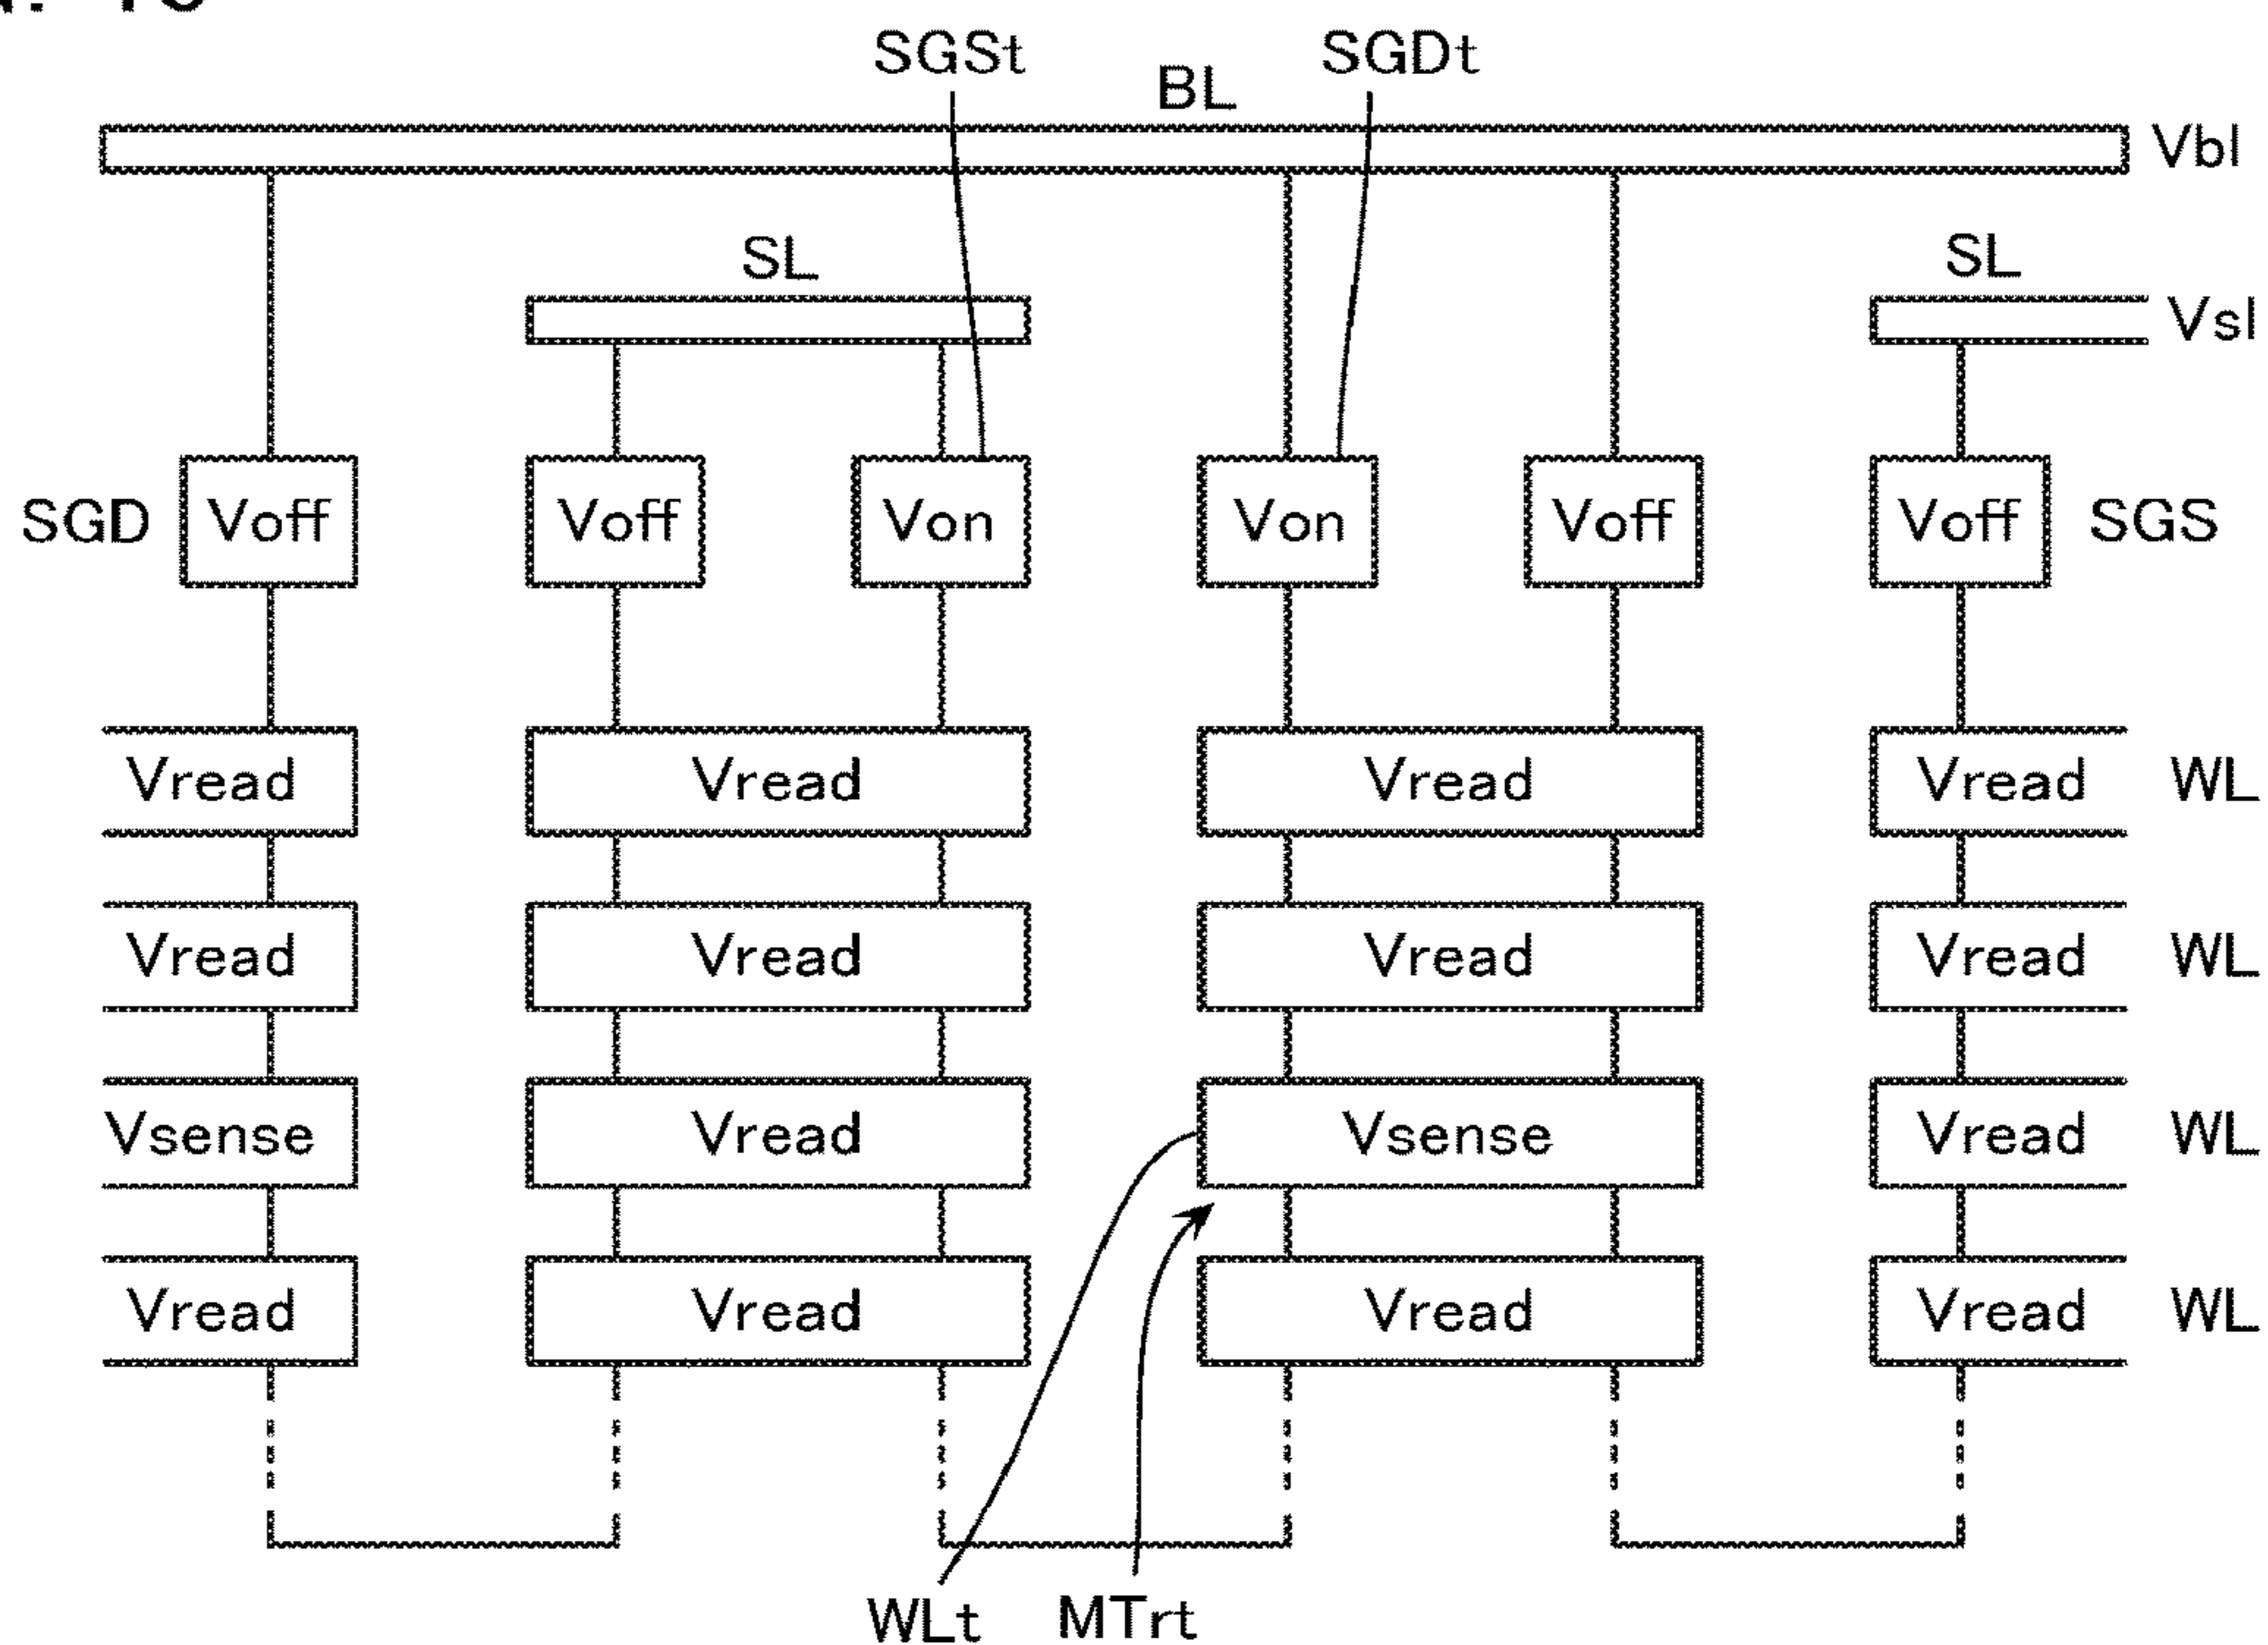 SGSt BL SGDt
Vbl
SL SL
Vsl
SGD Voff Voff Von Von Voff Voff SGS
Vread Vread Vread Vread WL
Vread Vread Vread Vread WL
Vsense Vread Vsense Vread WL
Vread Vread Vread Vread WL
WLt MTrt